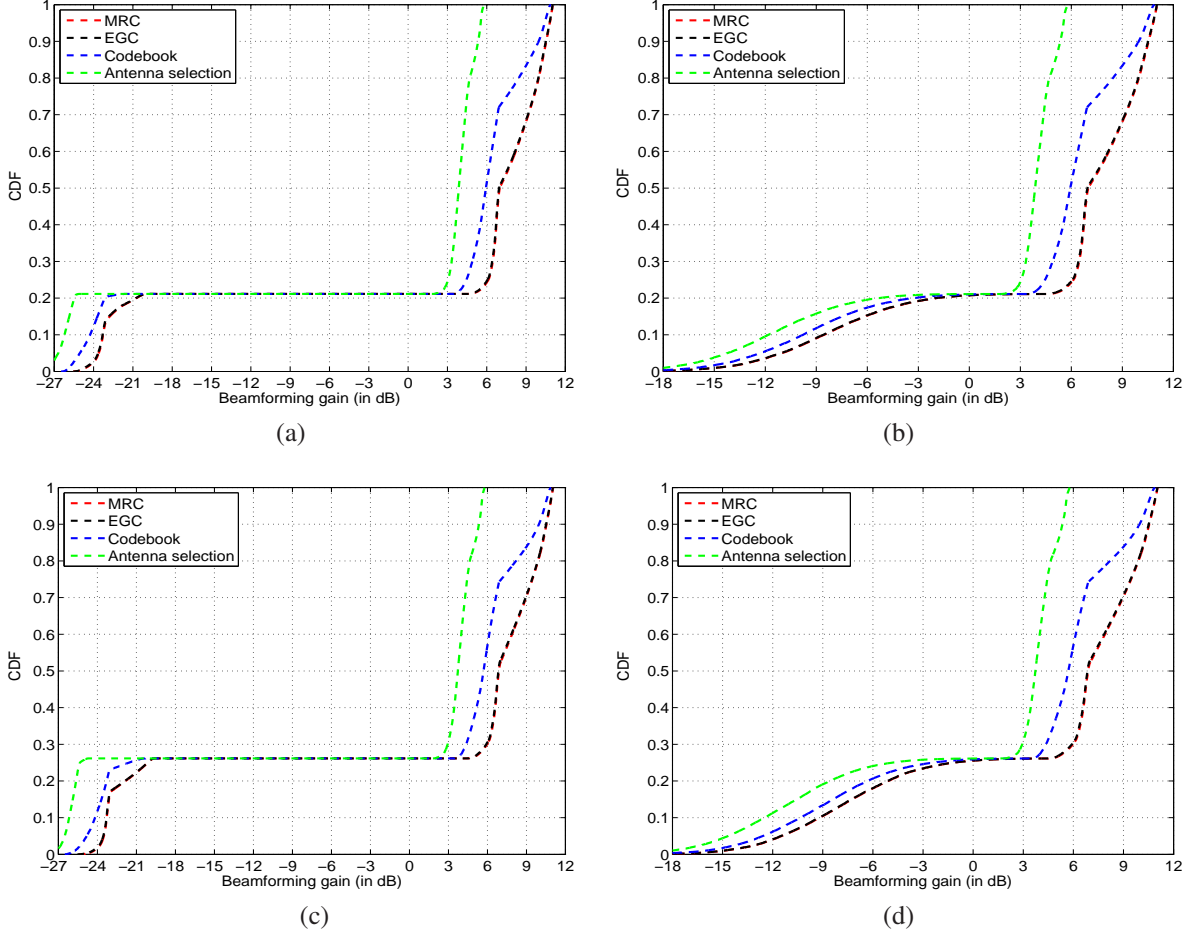 1
0.9
0.8
0.7
0.6
0.5
0.4
0.3
0.2
0.1
0
CDF
MRC
EGC
Codebook
Antenna selection
−27 −24 −21 −18 −15 −12 −9 −6 −3 0 3 6 9 12
Beamforming gain (in dB)
(a)
1
0.9
0.8
0.7
0.6
0.5
0.4
0.3
0.2
0.1
0
CDF
MRC
EGC
Codebook
Antenna selection
−18 −15 −12 −9 −6 −3 0 3 6 9 12
Beamforming gain (in dB)
(b)
1
0.9
0.8
0.7
0.6
0.5
0.4
0.3
0.2
0.1
0
CDF
MRC
EGC
Codebook
Antenna selection
−27 −24 −21 −18 −15 −12 −9 −6 −3 0 3 6 9 12
Beamforming gain (in dB)
(c)
1
0.9
0.8
0.7
0.6
0.5
0.4
0.3
0.2
0.1
0
CDF
MRC
EGC
Codebook
Antenna selection
−18 −15 −12 −9 −6 −3 0 3 6 9 12
Beamforming gain (in dB)
(d)